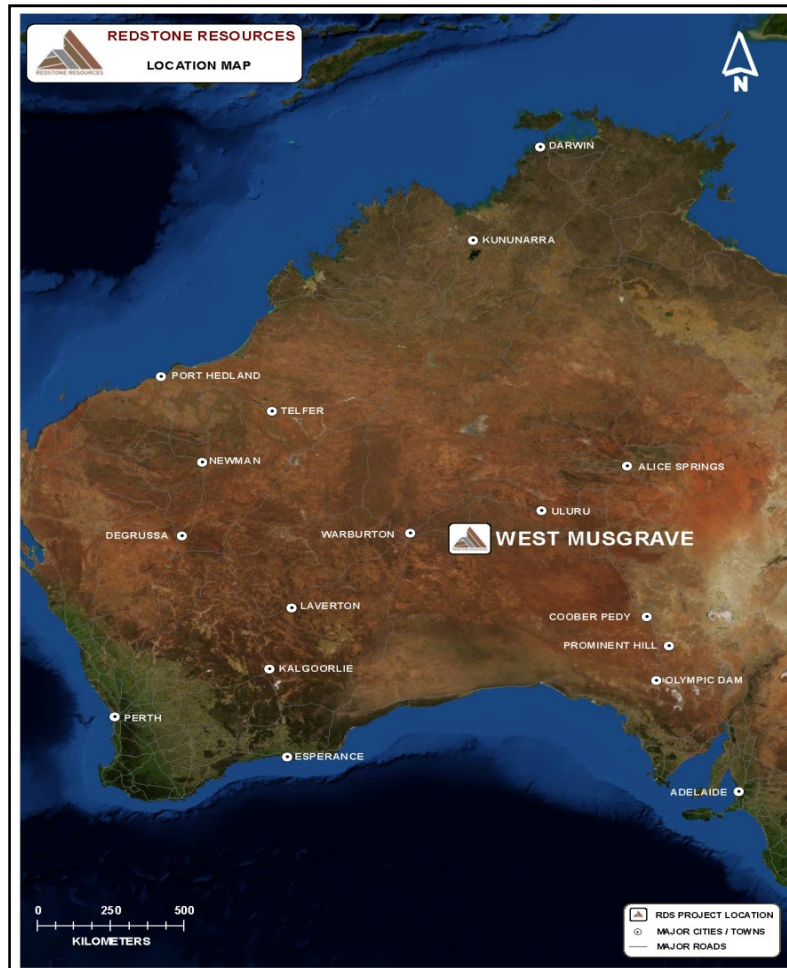 REDSTONE RESOURCES
LOCATION MAP
REDSTONE RESOURCES
N
DARWIN
KUNUNARRA
PORT HEDLAND
TELFER
NEWMAN
ALICE SPRINGS
ULURU
DEGRUSSA
WARBURTON
WEST MUSGRAVE
LAVERTON
COOBER PEDY
PROMINENT HILL
KALGOORLIE
OLYMPIC DAM
PERTH
ESPERANCE
ADELAIDE
0 250 500
KILOMETERS
RDS PROJECT LOCATION
MAJOR CITIES / TOWNS
MAJOR ROADS